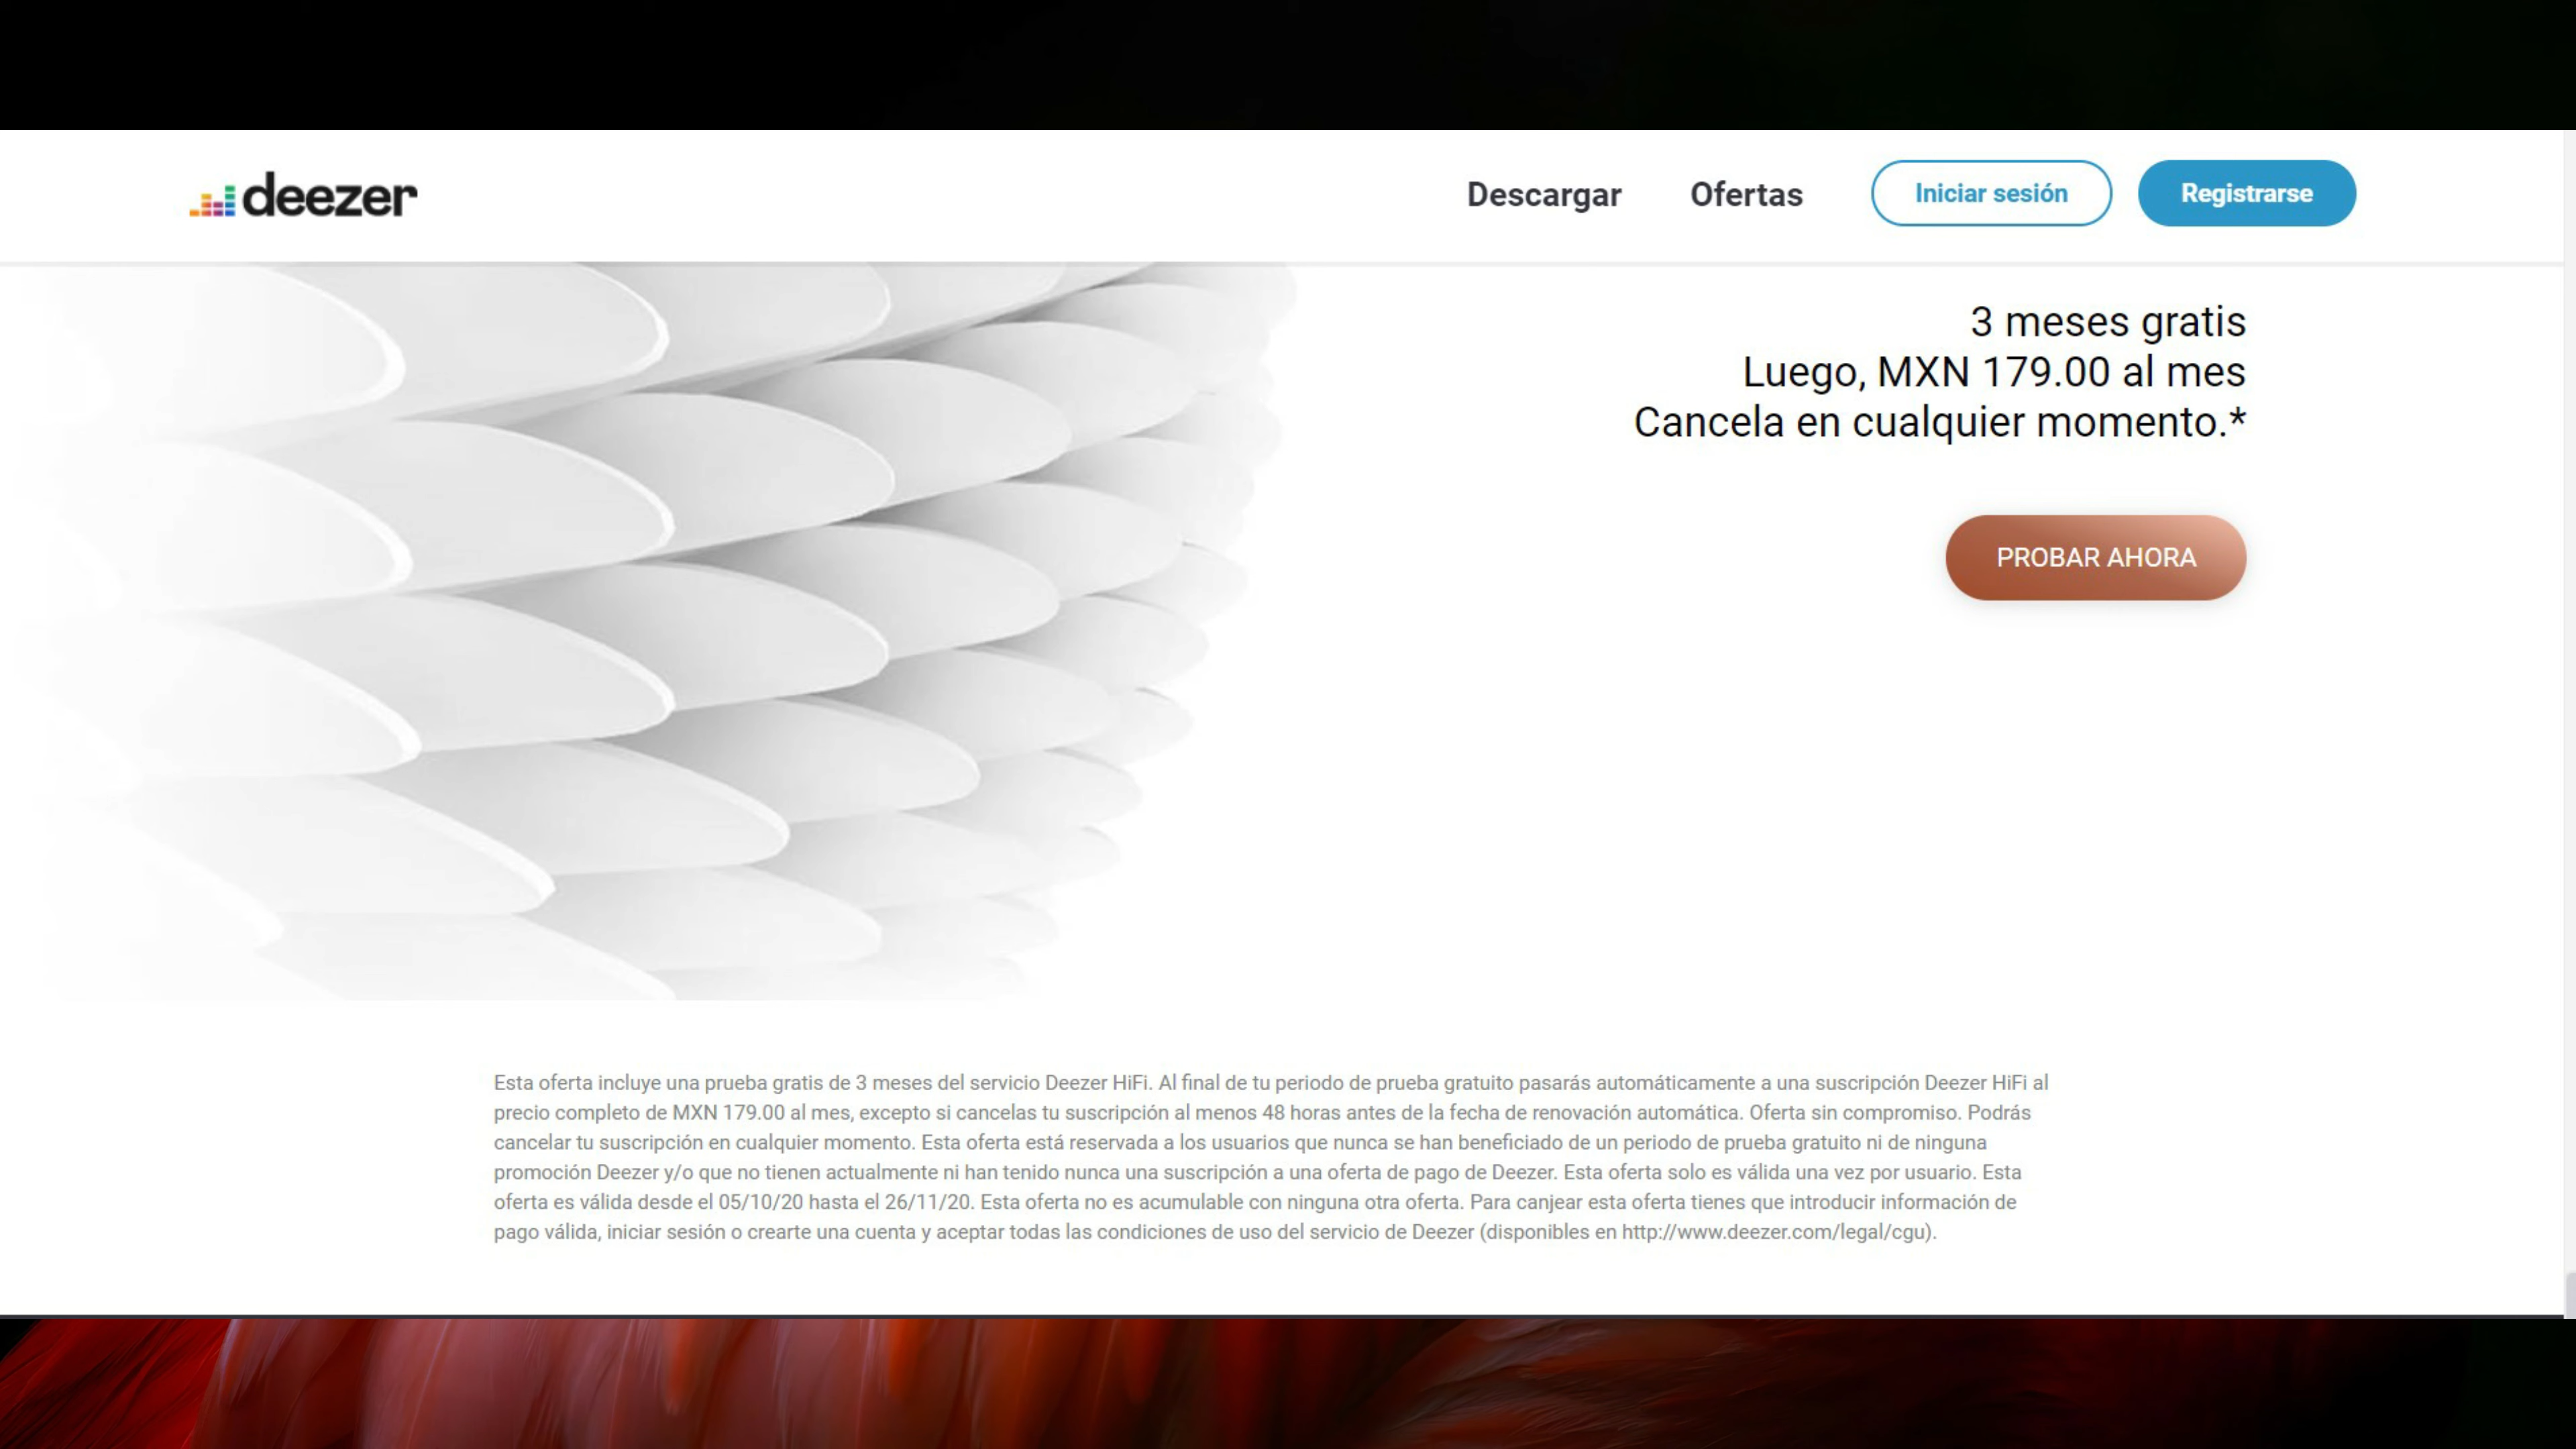 deezer
Descargar
Ofertas
Iniciar sesión
Registrarse
3 meses gratis
Luego, MXN 179.00 al mes
Cancela en cualquier momento.*
PROBAR AHORA
Esta oferta incluye una prueba gratis de 3 meses del servicio Deezer HiFi. Al final de tu periodo de prueba gratuito pasarás automáticamente a una suscripción Deezer HiFi al
precio completo de MXN 179.00 al mes, excepto si cancelas tu suscripción al menos 48 horas antes de la fecha de renovación automática. Oferta sin compromiso. Podrás
cancelar tu suscripción en cualquier momento. Esta oferta está reservada a los usuarios que nunca se han beneficiado de un periodo de prueba gratuito ni de ninguna
promoción Deezer y/o que no tienen actualmente ni han tenido nunca una suscripción a una oferta de pago de Deezer. Esta oferta solo es válida una vez por usuario. Esta
oferta es válida desde el 05/10/20 hasta el 26/11/20. Esta oferta no es acumulable con ninguna otra oferta. Para canjear esta oferta tienes que introducir información de
pago válida, iniciar sesión o crearte una cuenta y aceptar todas las condiciones de uso del servicio de Deezer (disponibles en http://www.deezer.com/legal/cgu).